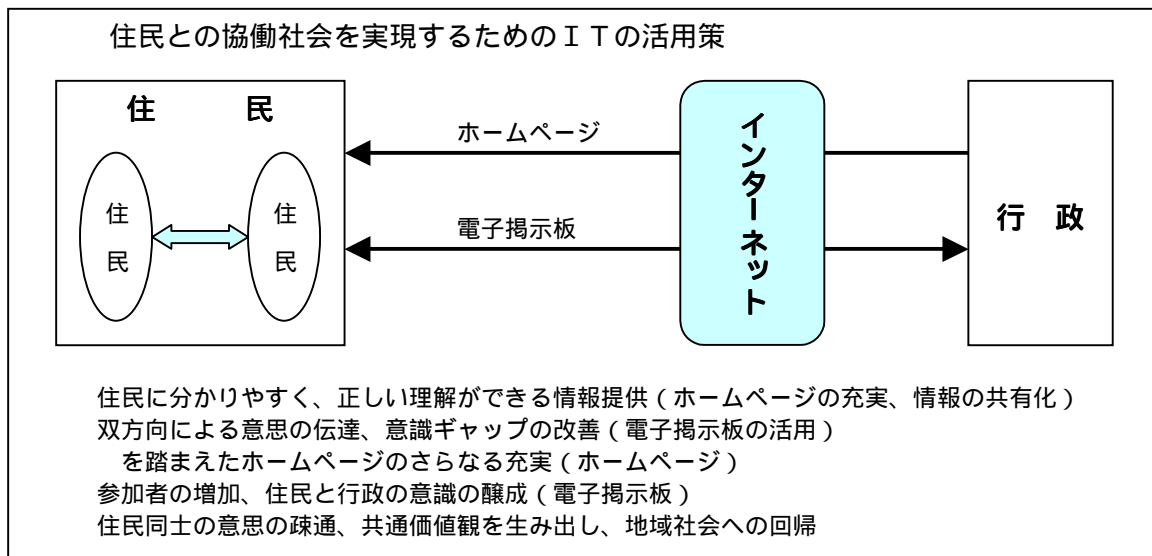 住民との協働社会を実現するためのＩＴの活用策
住　　民
住民
住民
ホームページ
電子掲示板
インターネット
行　政
住民に分かりやすく、正しい理解ができる情報提供（ホームページの充実、情報の共有化）
双方向による意思の伝達、意識ギャップの改善（電子掲示板の活用）
を踏まえたホームページのさらなる充実（ホームページ）
参加者の増加、住民と行政の意識の醸成（電子掲示板）
住民同士の意思の疎通、共通価値観を生み出し、地域社会への回帰